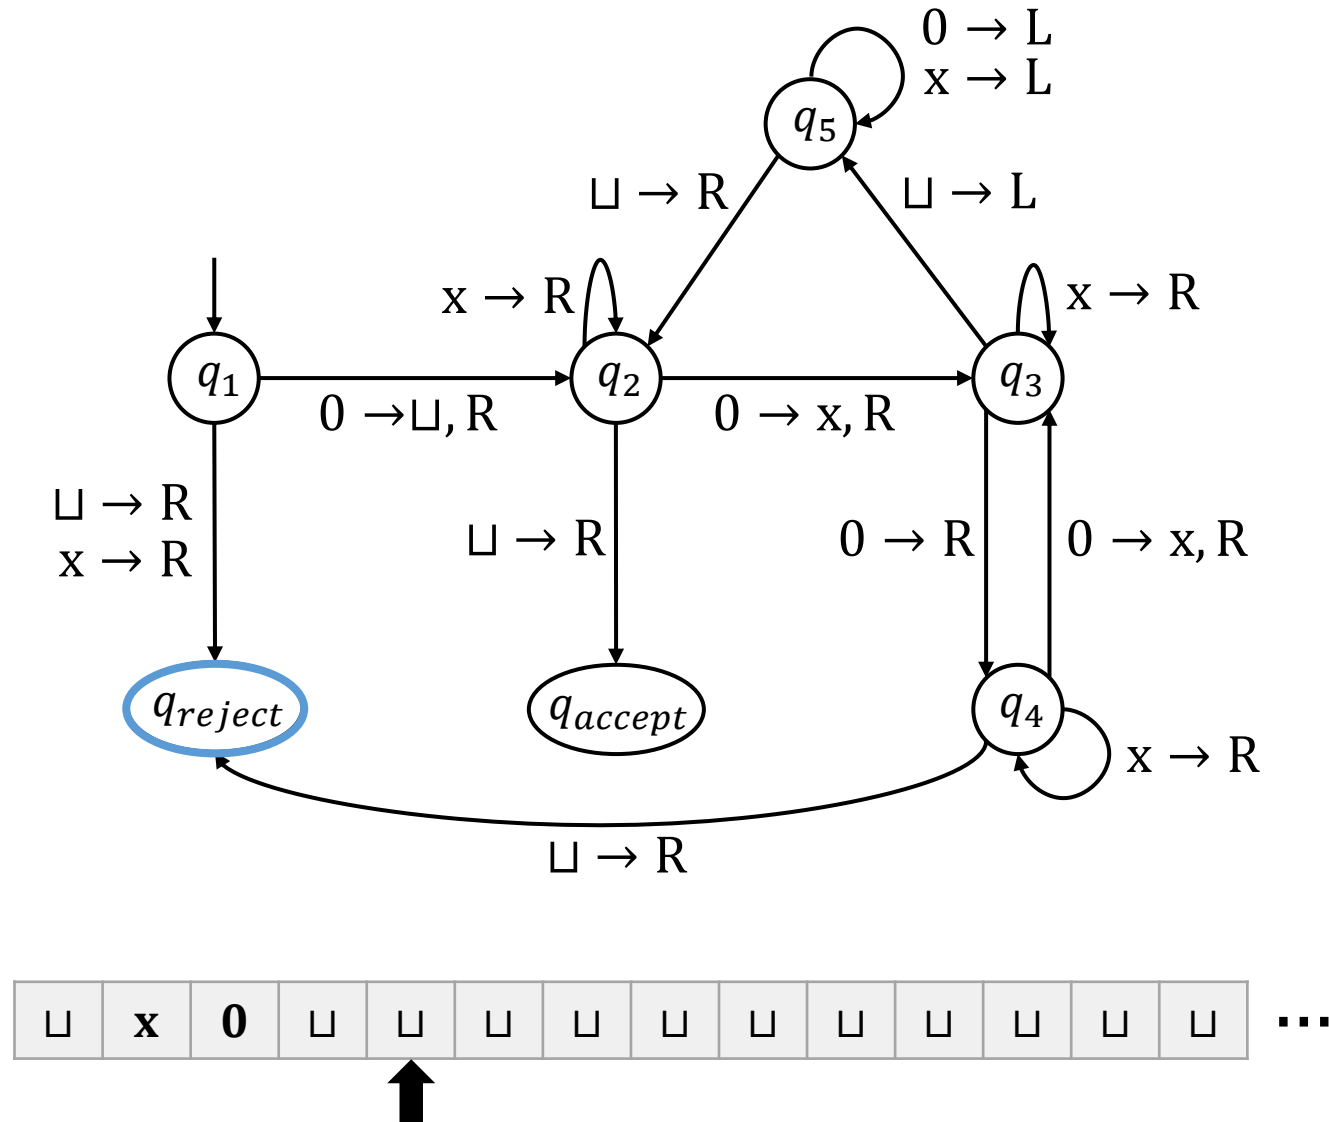 0 → L
x → L
q5
⊔ → R
⊔ → L
x → R
x → R
q1
q2
q3
0 →⊔, R
0 → x, R
⊔ → R
x → R
⊔ → R
0 → R
0 → x, R
qreject
qaccept
q4
x → R
⊔ → R
⊔ x 0 ⊔ ⊔ ⊔ ⊔ ⊔ ⊔ ⊔ ⊔ ⊔ ⊔ ⊔ ...